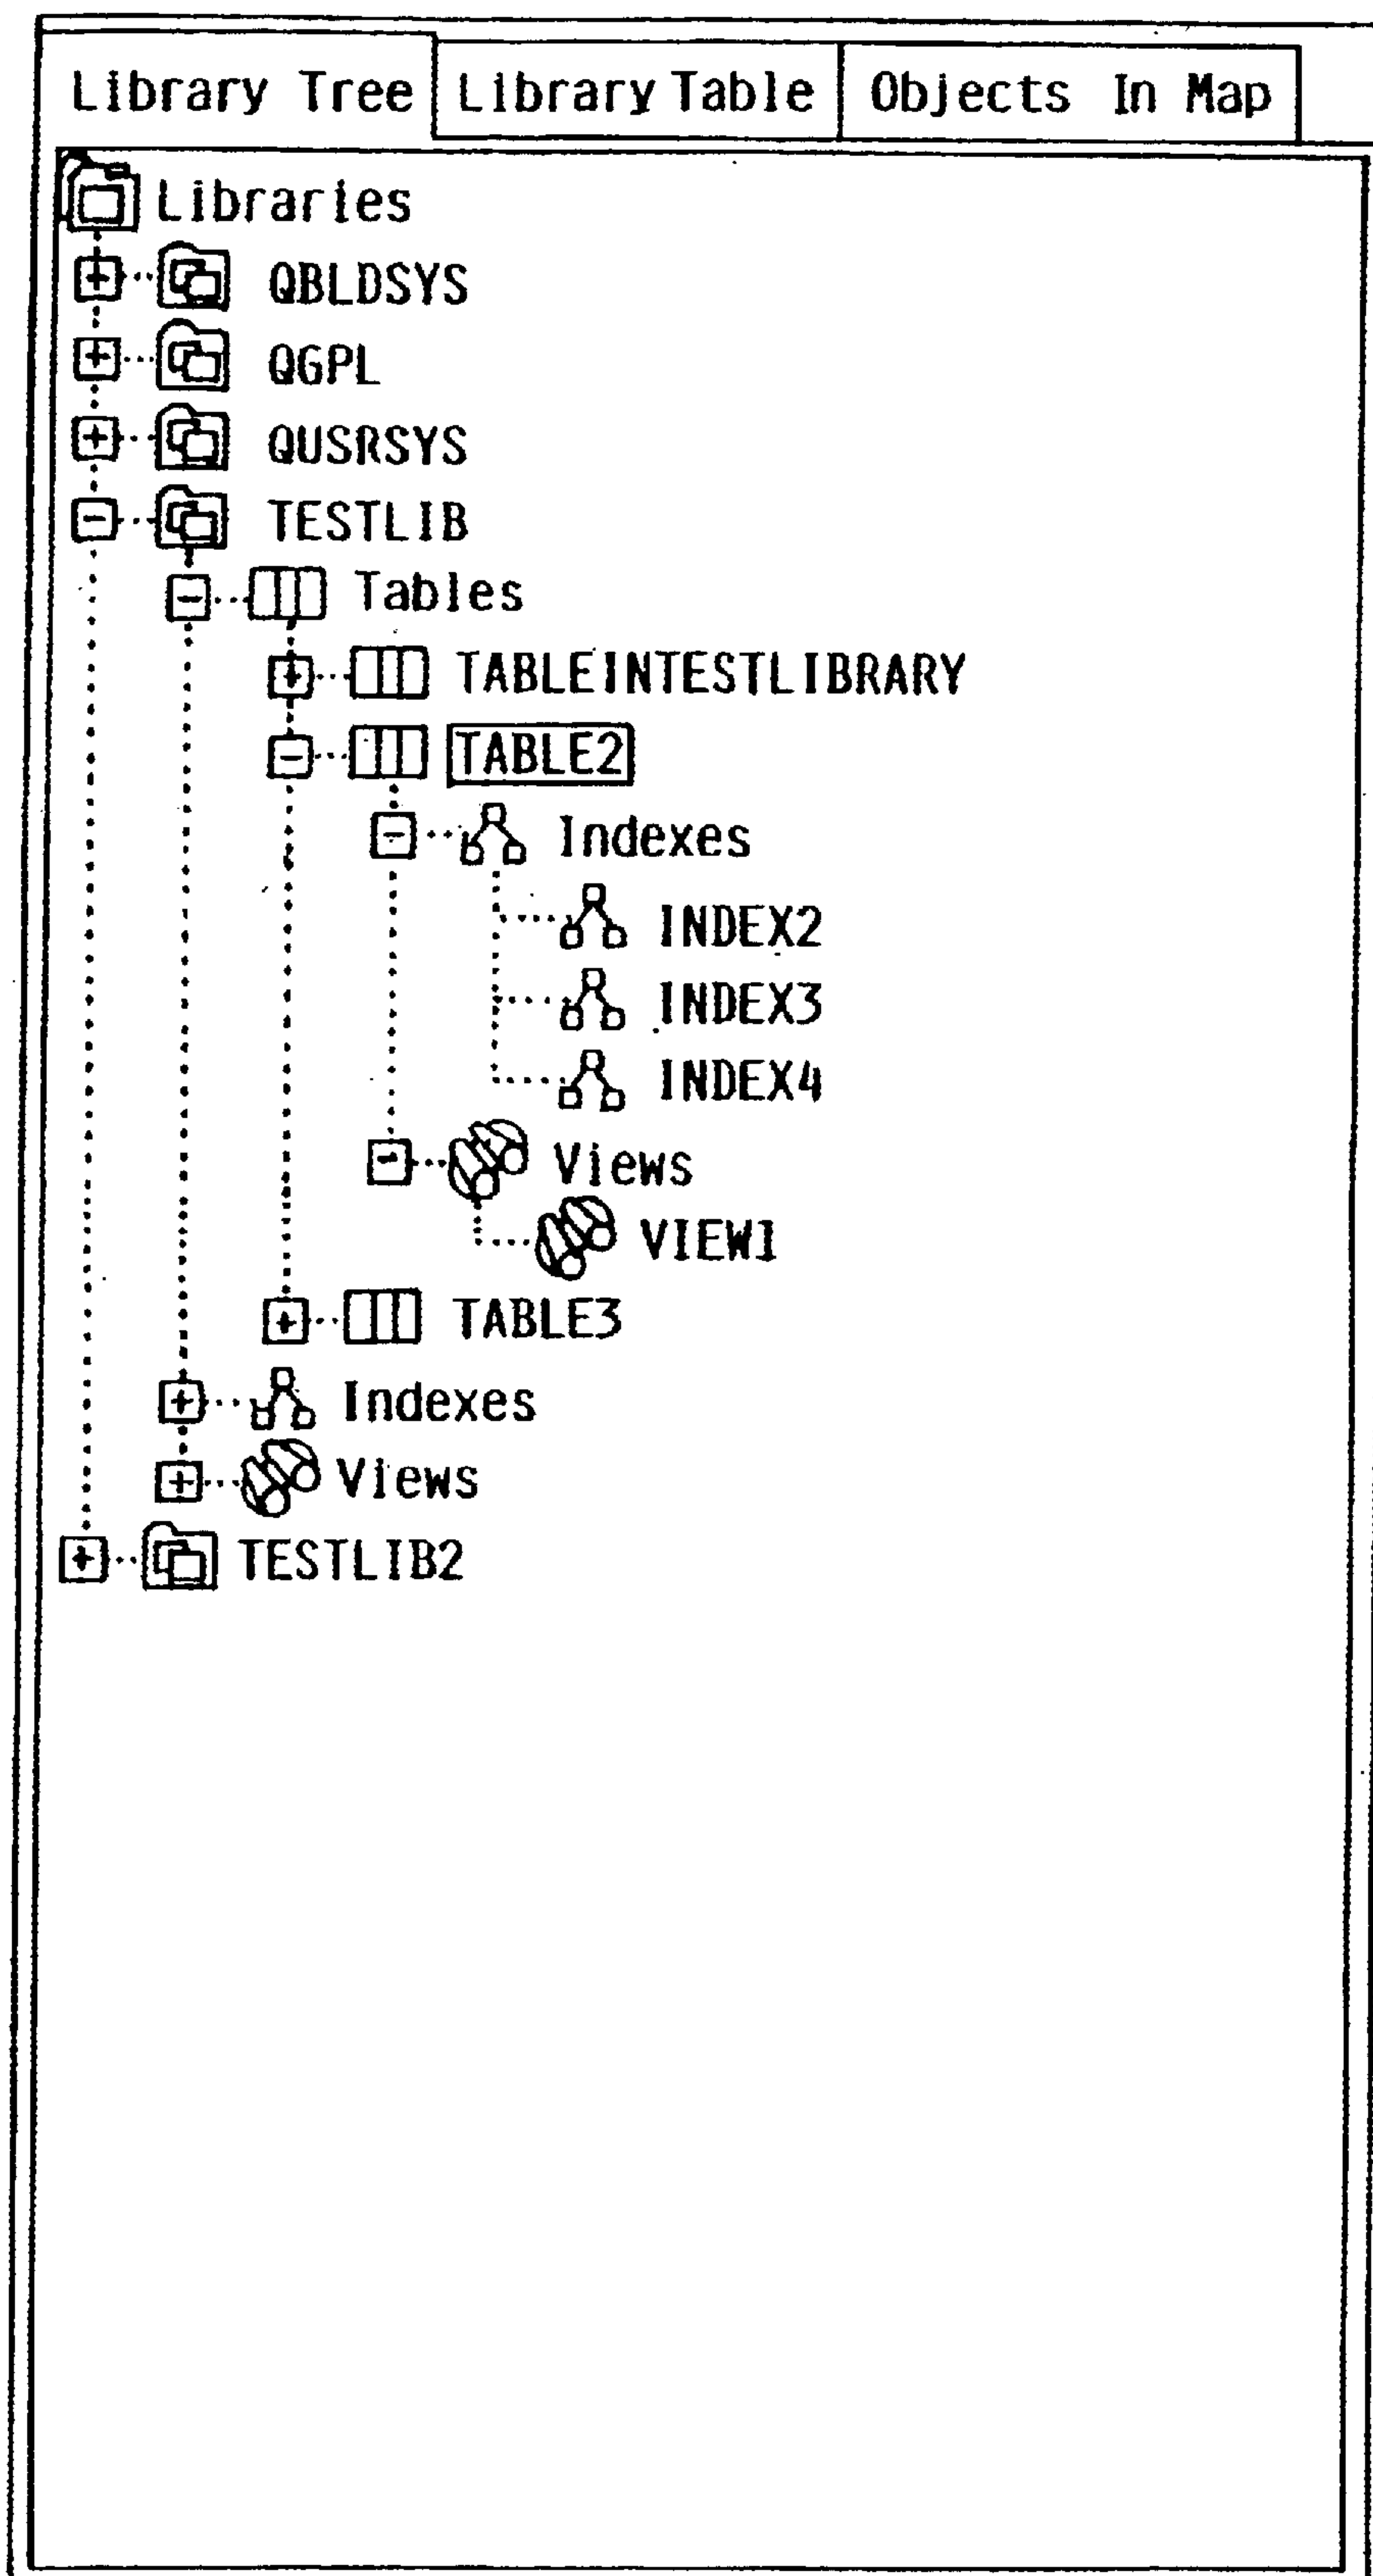 Library Tree Library Table Objects In Map
Libraries
QBLDSYS
QGPL
QUSRSYS
TESTLIB
Tables
TABLEINTESTLIBRARY
TABLE2
Indexes
INDEX2
INDEX3
INDEX4
Views
VIEW1
TABLE3
Indexes
Views
TESTLIB2